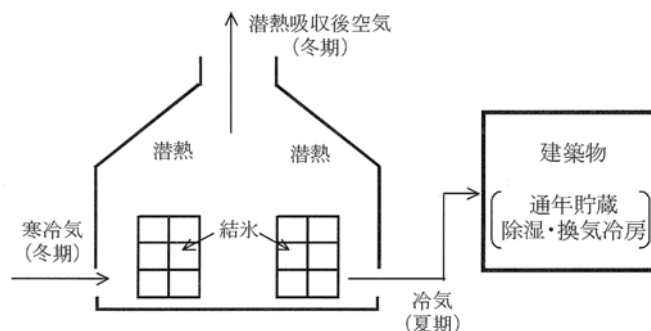 潜熱吸収後空気
(冬期)
潜熱
潜熱
建築物
通年貯蔵
除湿・換気冷房
寒冷気
(冬期)
結氷
冷気
(夏期)